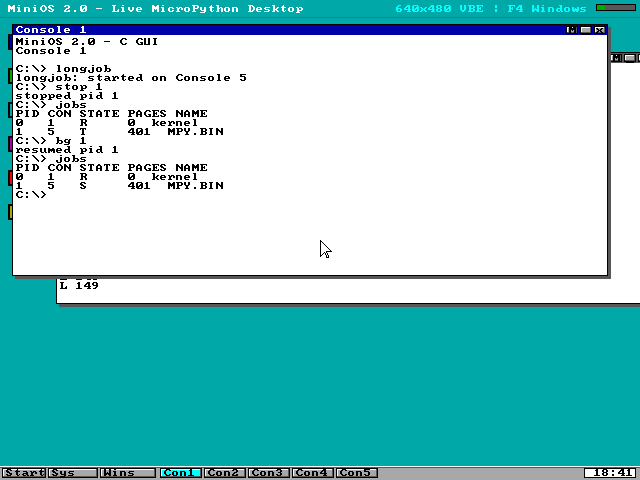 MiniOS 2.0 - Live MicroPython Desktop 640x480 VBE | F4 Windows
Console 1 M
MiniOS 2.0 - C GUI
Console 1
C:\> longjob
longjob: started on Console 5
C:\> stop 1
stopped pid 1
C:\> jobs
PID CON STATE PAGES NAME
0 1 R 0 kernel
1 5 T 401 MPY.BIN
C:\> bg 1
resumed pid 1
C:\> jobs
PID CON STATE PAGES NAME
0 1 R 0 kernel
1 5 S 401 MPY.BIN
C:\>
M
L 149
Start Sys Wins Con1 Con2 Con3 Con4 Con5 18:41